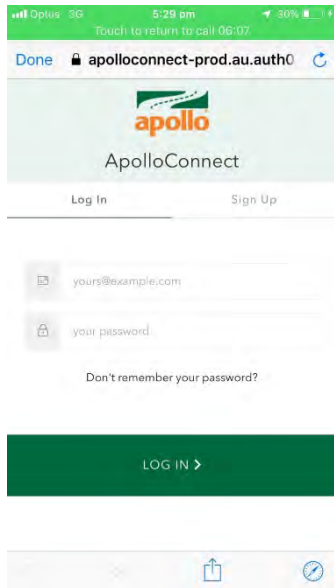 Optus 3G 5:29 pm 30%
Touch to return to call 06:07
Done apolloconnect-prod.au.auth0
apollo
ApolloConnect
Log In Sign Up
yours@example.com
your password
Don't remember your password?
LOG IN >